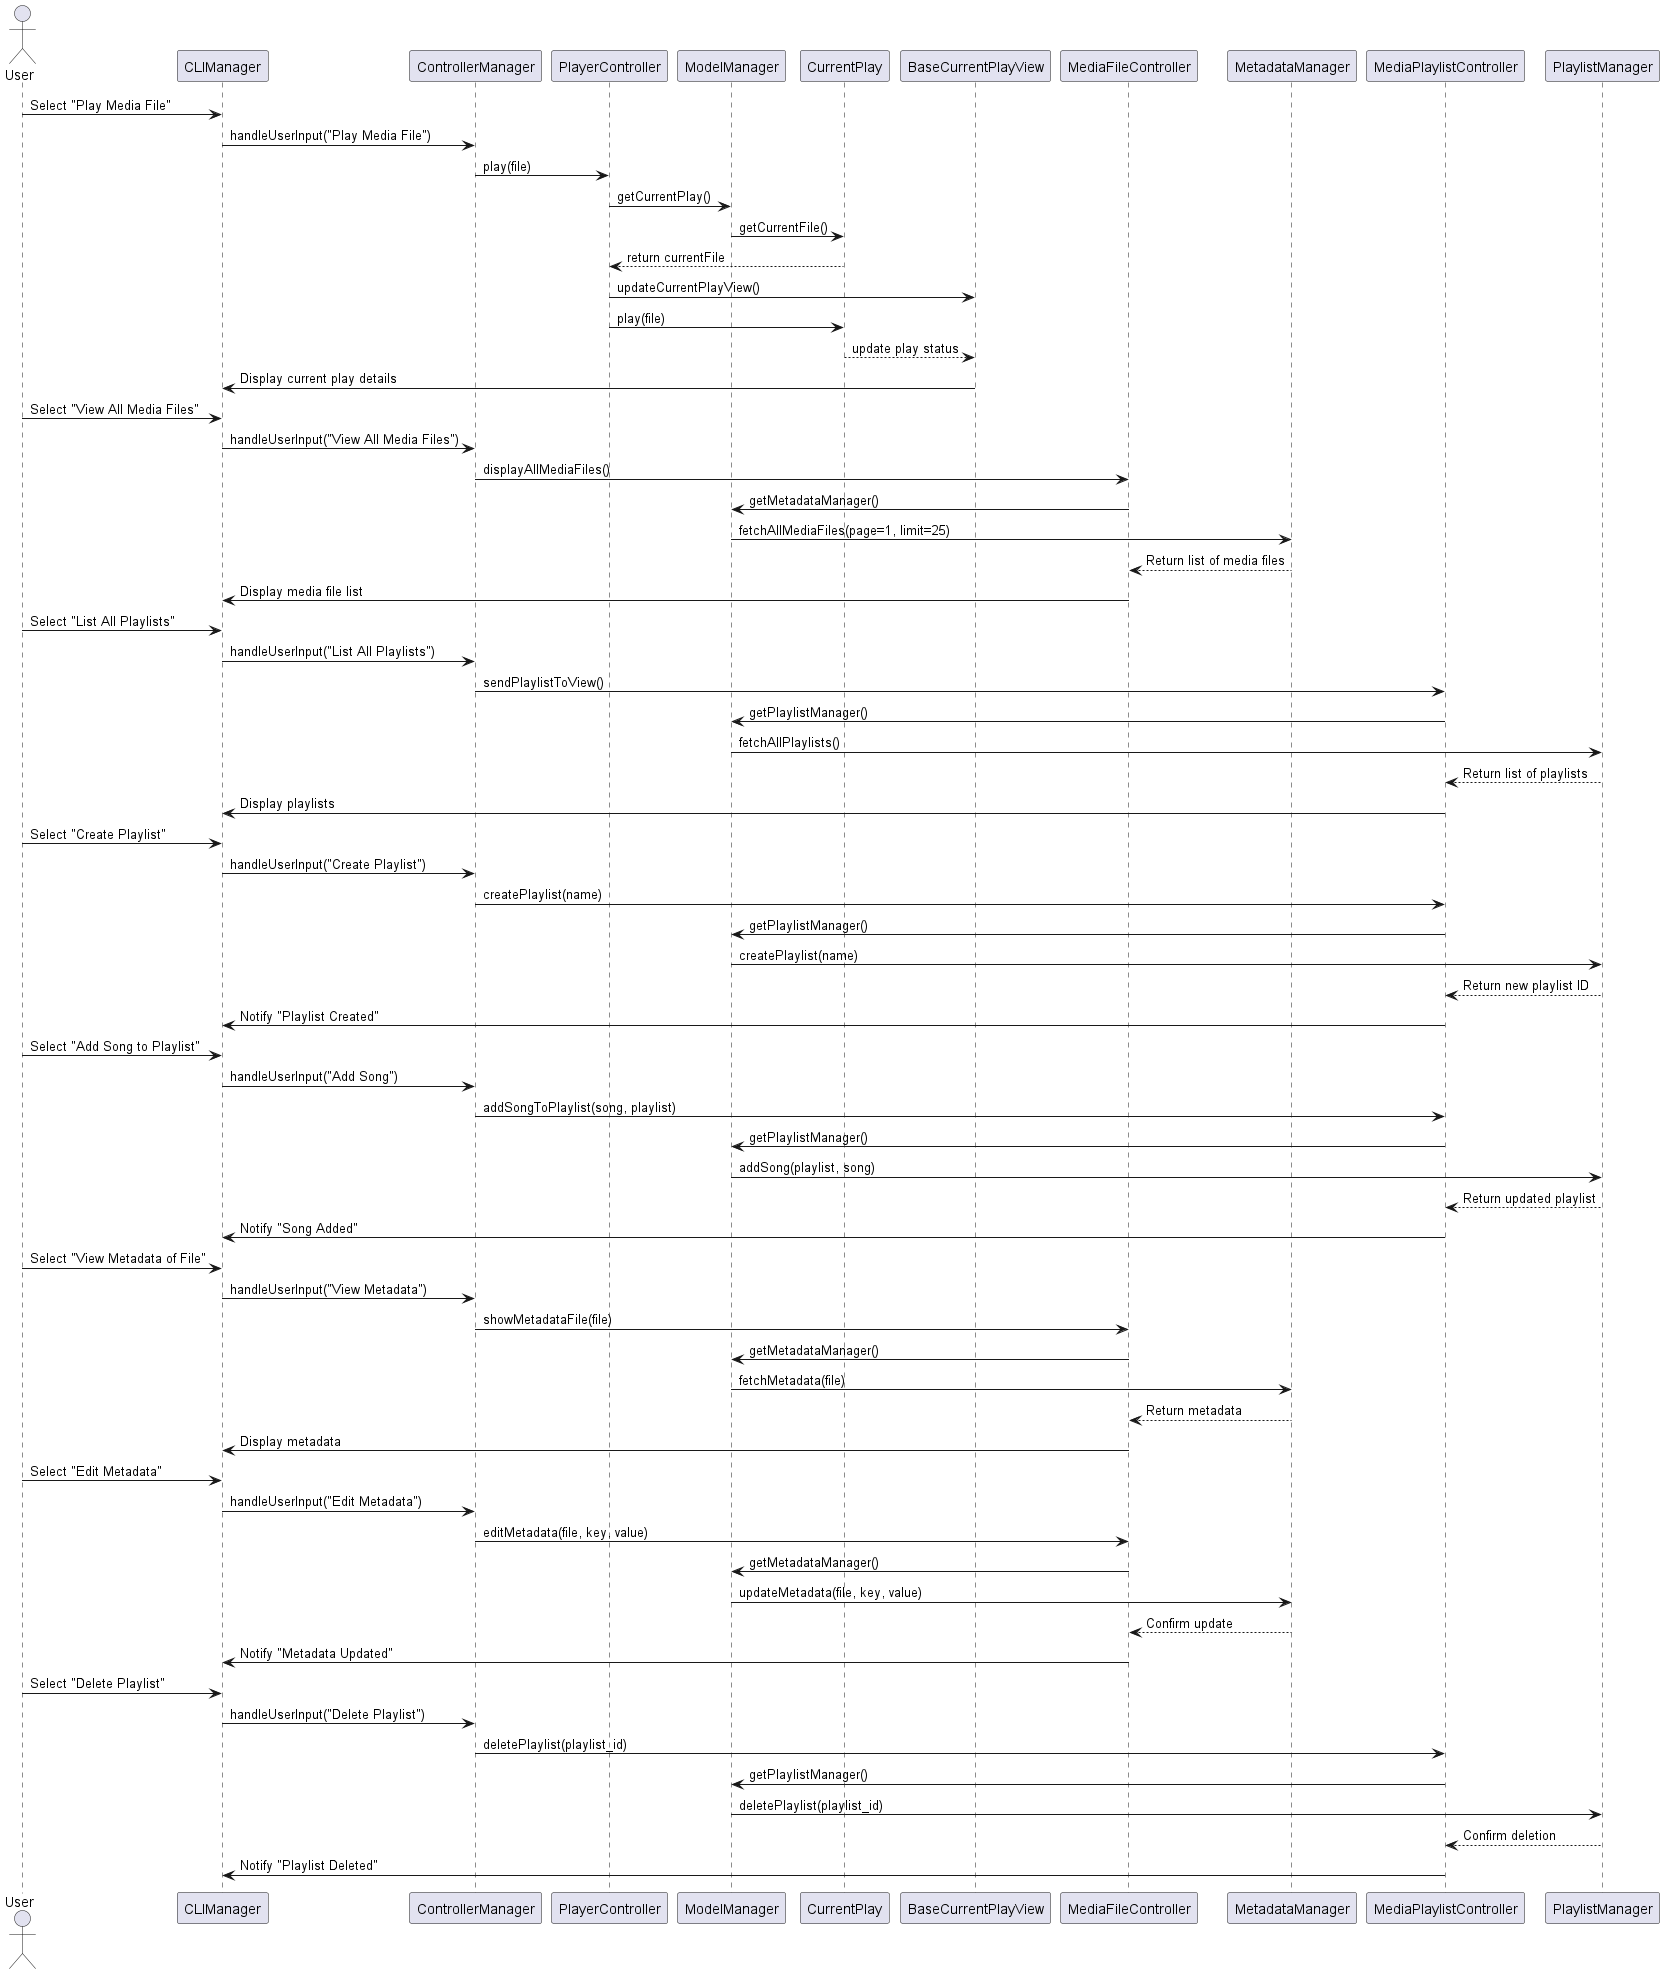 User
CLIManager
ControllerManager
PlayerController
ModelManager
CurrentPlay
BaseCurrentPlayView
MediaFileController
MetadataManager
MediaPlaylistController
PlaylistManager
Select "Play Media File"
handleUserInput("Play Media File")
play(file)
getCurrentPlay()
getCurrentFile()
return currentFile
updateCurrentPlayView()
play(file)
update play status
Display current play details
Select "View All Media Files"
handleUserInput("View All Media Files")
displayAllMediaFiles()
getMetadataManager()
fetchAllMediaFiles(page=1, limit=25)
Return list of media files
Display media file list
Select "List All Playlists"
handleUserInput("List All Playlists")
sendPlaylistToView()
getPlaylistManager()
fetchAllPlaylists()
Return list of playlists
Display playlists
Select "Create Playlist"
handleUserInput("Create Playlist")
createPlaylist(name)
getPlaylistManager()
createPlaylist(name)
Return new playlist ID
Notify "Playlist Created"
Select "Add Song to Playlist"
handleUserInput("Add Song")
addSongToPlaylist(song, playlist)
getPlaylistManager()
addSong(playlist, song)
Return updated playlist
Notify "Song Added"
Select "View Metadata of File"
handleUserInput("View Metadata")
showMetadataFile(file)
getMetadataManager()
fetchMetadata(file)
Return metadata
Display metadata
Select "Edit Metadata"
handleUserInput("Edit Metadata")
editMetadata(file, key, value)
getMetadataManager()
updateMetadata(file, key, value)
Confirm update
Notify "Metadata Updated"
Select "Delete Playlist"
handleUserInput("Delete Playlist")
deletePlaylist(playlist_id)
getPlaylistManager()
deletePlaylist(playlist_id)
Confirm deletion
Notify "Playlist Deleted"
User
CLIManager
ControllerManager
PlayerController
ModelManager
CurrentPlay
BaseCurrentPlayView
MediaFileController
MetadataManager
MediaPlaylistController
PlaylistManager